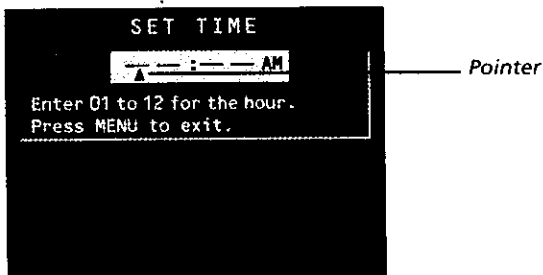 SET TIME
— — : — — AM
Pointer
Enter 01 to 12 for the hour.
Press MENU to exit.